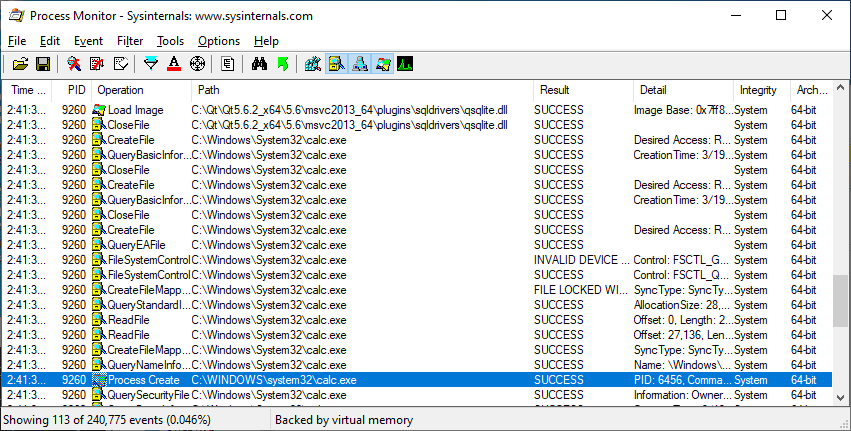 Process Monitor - Sysinternals: www.sysinternals.com
File Edit Event Filter Tools Options Help
Time ... PID Operation Path Result Detail Integrity Arch...
2:41:3... 9260 Load Image C:\Qt\Qt5.6.2_x64\5.6\msvc2013_64\plugins\sqldrivers\qsqlite.dll SUCCESS Image Base: 0x7ff8... System 64-bit
2:41:3... 9260 CloseFile C:\Qt\Qt5.6.2_x64\5.6\msvc2013_64\plugins\sqldrivers\qsqlite.dll SUCCESS System 64-bit
2:41:3... 9260 CreateFile C:\Windows\System32\calc.exe SUCCESS Desired Access: R... System 64-bit
2:41:3... 9260 QueryBasicInfor... C:\Windows\System32\calc.exe SUCCESS CreationTime: 3/19... System 64-bit
2:41:3... 9260 CloseFile C:\Windows\System32\calc.exe SUCCESS System 64-bit
2:41:3... 9260 CreateFile C:\Windows\System32\calc.exe SUCCESS Desired Access: R... System 64-bit
2:41:3... 9260 QueryBasicInfor... C:\Windows\System32\calc.exe SUCCESS CreationTime: 3/19... System 64-bit
2:41:3... 9260 CloseFile C:\Windows\System32\calc.exe SUCCESS System 64-bit
2:41:3... 9260 CreateFile C:\Windows\System32\calc.exe SUCCESS Desired Access: R... System 64-bit
2:41:3... 9260 QueryEAFile C:\Windows\System32\calc.exe SUCCESS System 64-bit
2:41:3... 9260 FileSystemControl C:\Windows\System32\calc.exe INVALID DEVICE ... Control: FSCTL_G... System 64-bit
2:41:3... 9260 FileSystemControl C:\Windows\System32\calc.exe SUCCESS Control: FSCTL_Q... System 64-bit
2:41:3... 9260 CreateFileMapp... C:\Windows\System32\calc.exe FILE LOCKED WI... SyncType: SyncTy... System 64-bit
2:41:3... 9260 QueryStandardI... C:\Windows\System32\calc.exe SUCCESS AllocationSize: 28,... System 64-bit
2:41:3... 9260 ReadFile C:\Windows\System32\calc.exe SUCCESS Offset: 0, Length: 2... System 64-bit
2:41:3... 9260 ReadFile C:\Windows\System32\calc.exe SUCCESS Offset: 27,136, Len... System 64-bit
2:41:3... 9260 CreateFileMapp... C:\Windows\System32\calc.exe SUCCESS SyncType: SyncTy... System 64-bit
2:41:3... 9260 QueryNameInfo... C:\Windows\System32\calc.exe SUCCESS Name: \Windows\... System 64-bit
2:41:3... 9260 Process Create C:\WINDOWS\system32\calc.exe SUCCESS PID: 6456, Comma... System 64-bit
2:41:3... 9260 QuerySecurityFile C:\Windows\System32\calc.exe SUCCESS Information: Owner... System 64-bit
Showing 113 of 240,775 events (0.046%) Backed by virtual memory